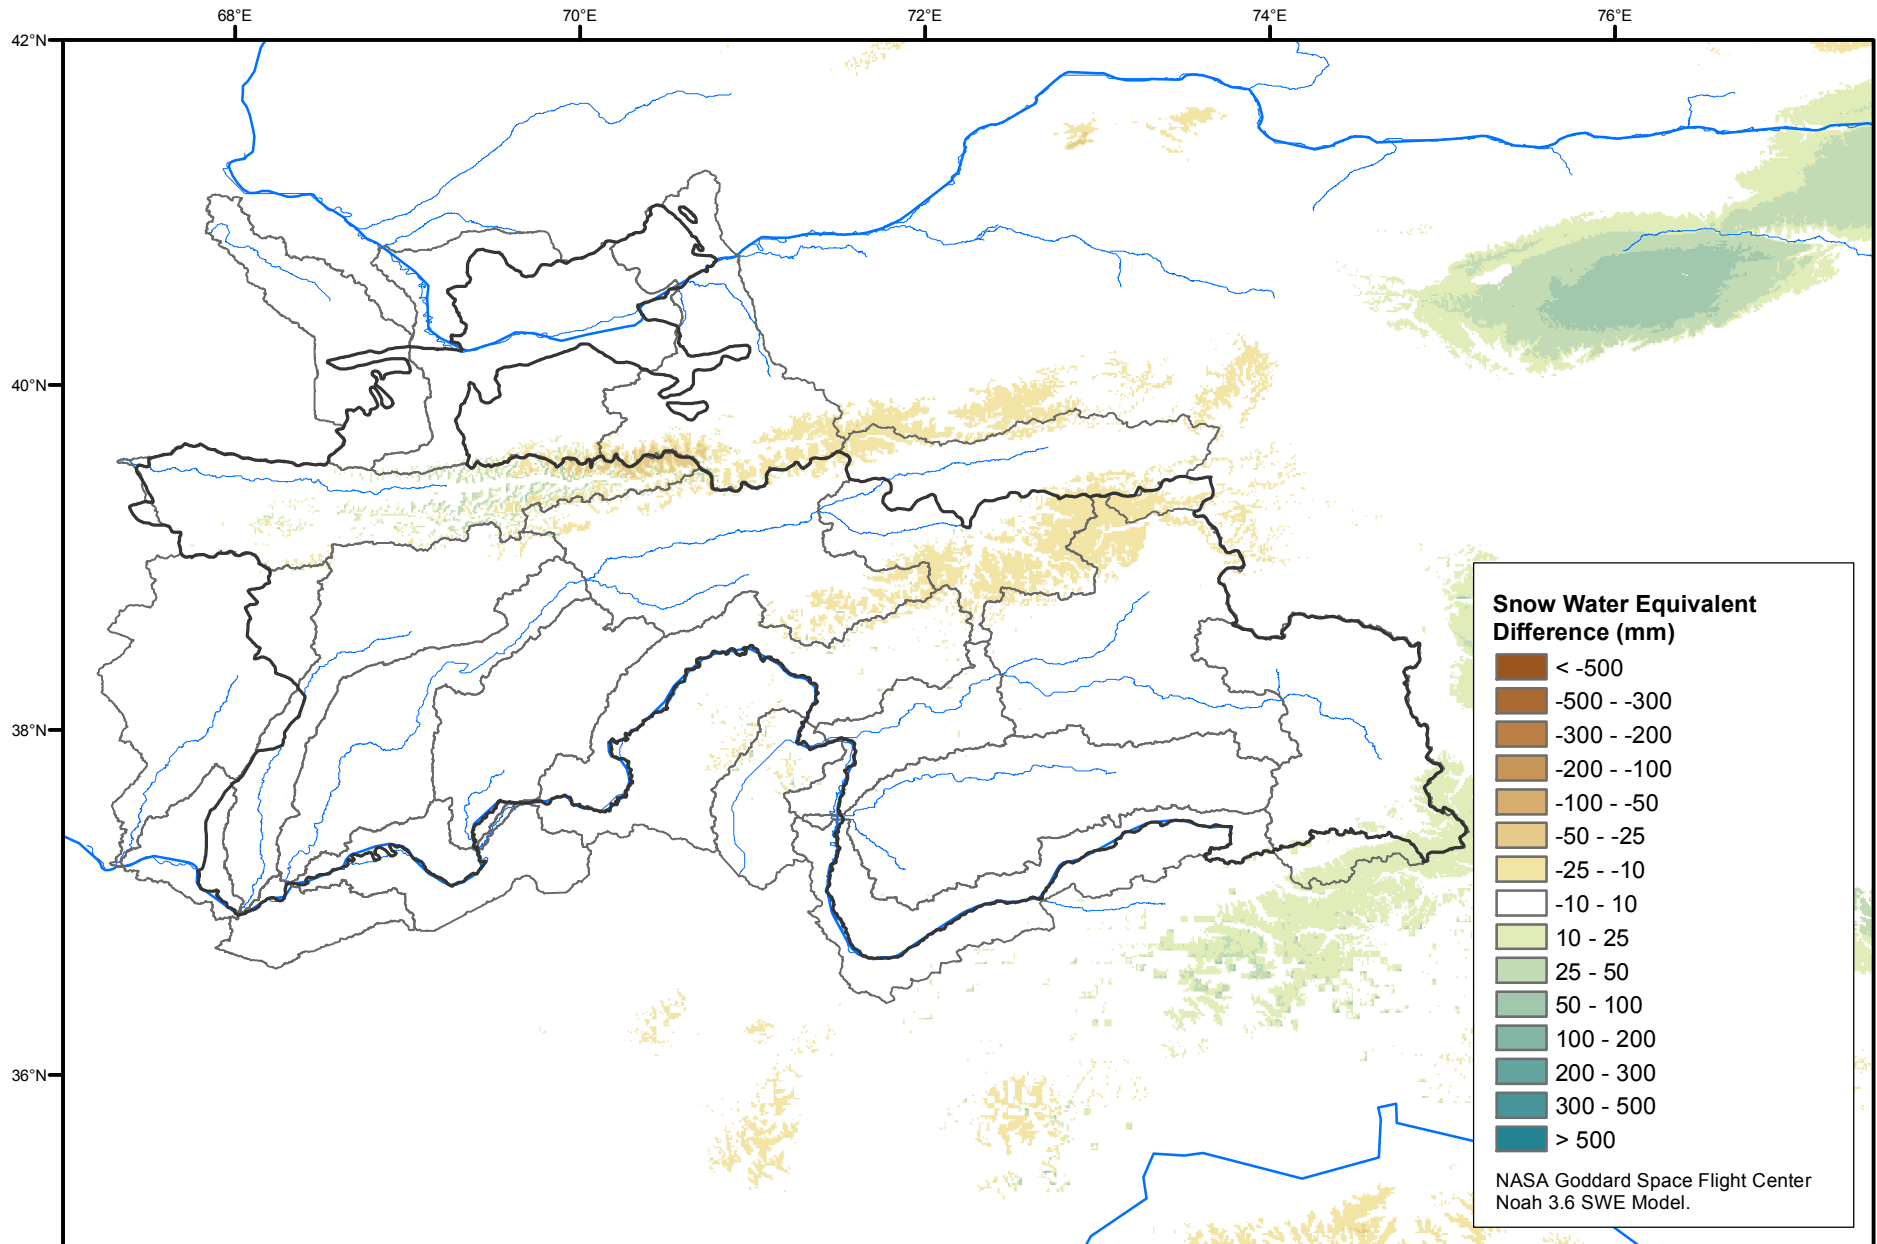 68°E
70°E
72°E
74°E
76°E
42°N
40°N
38°N
36°N
Snow Water Equivalent
Difference (mm)
< -500
-500 - -300
-300 - -200
-200 - -100
-100 - -50
-50 - -25
-25 - -10
-10 - 10
10 - 25
25 - 50
50 - 100
100 - 200
200 - 300
300 - 500
> 500
NASA Goddard Space Flight Center
Noah 3.6 SWE Model.